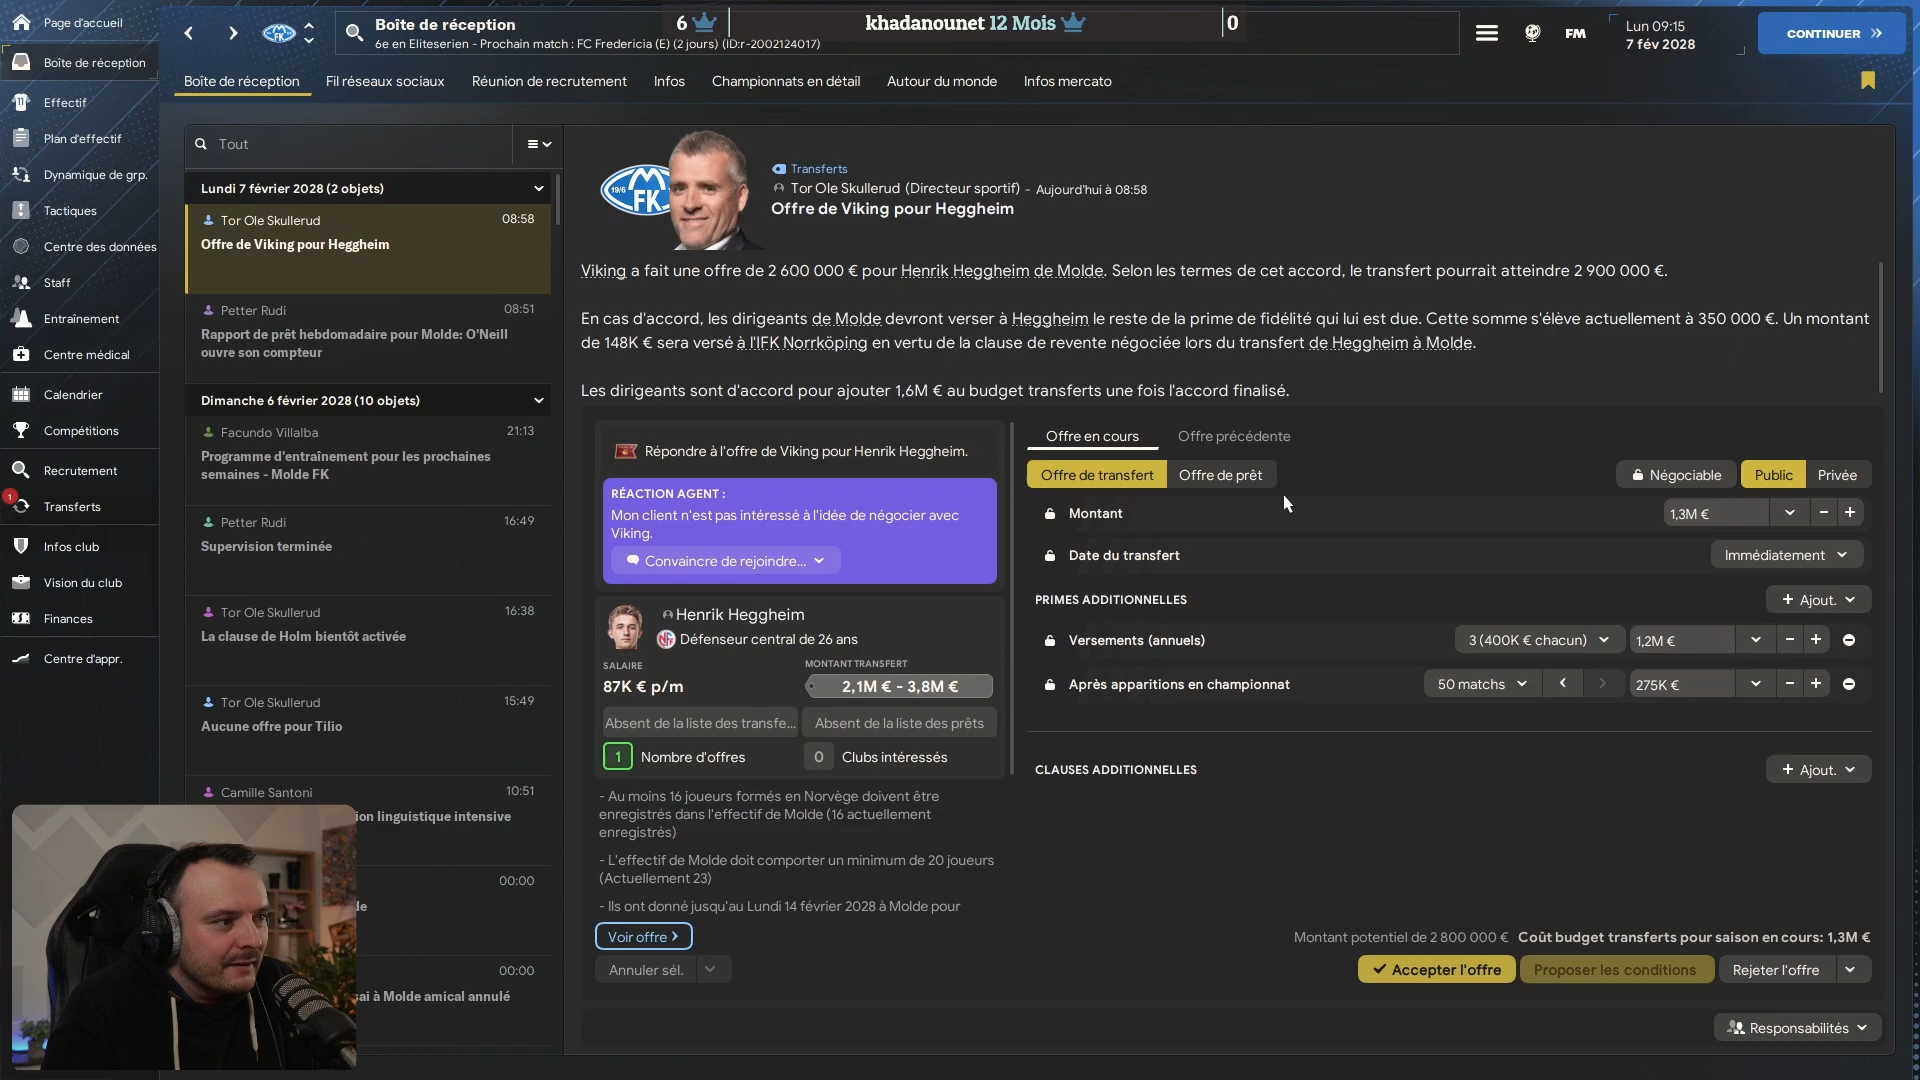 Page d'accueil
Boîte de réception
Effectif
Plan d'effectif
Dynamique de grp.
Tactiques
Centre des données
Staff
Entraînement
Centre médical
Calendrier
Compétitions
Recrutement
1
Transferts
Infos club
Vision du club
Finances
Centre d'appr.
Boîte de réception
6e en Eliteserien - Prochain match : FC Fredericia (E) (2 jours) (ID:r-2002124017)
6
khadanounet 12 Mois
0
FM
Lun 09:15
7 fév 2028
CONTINUER
Boîte de réception
Fil réseaux sociaux
Réunion de recrutement
Infos
Championnats en détail
Autour du monde
Infos mercato
Tout
Lundi 7 février 2028 (2 objets)
Tor Ole Skullerud
08:58
Offre de Viking pour Heggheim
Petter Rudi
08:51
Rapport de prêt hebdomadaire pour Molde: O'Neill
ouvre son compteur
Dimanche 6 février 2028 (10 objets)
Facundo Villalba
21:13
Programme d'entraînement pour les prochaines
semaines - Molde FK
Petter Rudi
16:49
Supervision terminée
Tor Ole Skullerud
16:38
La clause de Holm bientôt activée
Tor Ole Skullerud
15:49
Aucune offre pour Tilio
Camille Santoni
10:51
ion linguistique intensive
00:00
de
00:00
sai à Molde amical annulé
Transferts
Tor Ole Skullerud (Directeur sportif) - Aujourd'hui à 08:58
Offre de Viking pour Heggheim
Viking a fait une offre de 2 600 000 € pour Henrik Heggheim de Molde. Selon les termes de cet accord, le transfert pourrait atteindre 2 900 000 €.
En cas d'accord, les dirigeants de Molde devront verser à Heggheim le reste de la prime de fidélité qui lui est due. Cette somme s'élève actuellement à 350 000 €. Un montant
de 148K € sera versé à l'IFK Norrköping en vertu de la clause de revente négociée lors du transfert de Heggheim à Molde.
Les dirigeants sont d'accord pour ajouter 1,6M € au budget transferts une fois l'accord finalisé.
Répondre à l'offre de Viking pour Henrik Heggheim.
RÉACTION AGENT :
Mon client n'est pas intéressé à l'idée de négocier avec
Viking.
Convaincre de rejoindre...
Henrik Heggheim
Défenseur central de 26 ans
SALAIRE
87K € p/m
MONTANT TRANSFERT
2,1M € - 3,8M €
Absent de la liste des transfe...
Absent de la liste des prêts
1 Nombre d'offres
0 Clubs intéressés
- Au moins 16 joueurs formés en Norvège doivent être
enregistrés dans l'effectif de Molde (16 actuellement
enregistrés)
- L'effectif de Molde doit comporter un minimum de 20 joueurs
(Actuellement 23)
- Ils ont donné jusqu'au Lundi 14 février 2028 à Molde pour
Voir offre
Annuler sél.
Offre en cours
Offre précédente
Offre de transfert
Offre de prêt
Négociable
Public
Privée
Montant
1,3M €
Date du transfert
Immédiatement
PRIMES ADDITIONNELLES
+ Ajout.
Versements (annuels)
3 (400K € chacun)
1,2M €
Après apparitions en championnat
50 matchs
275K €
CLAUSES ADDITIONNELLES
+ Ajout.
Montant potentiel de 2 800 000 €
Coût budget transferts pour saison en cours: 1,3M €
Accepter l'offre
Proposer les conditions
Rejeter l'offre
Responsabilités